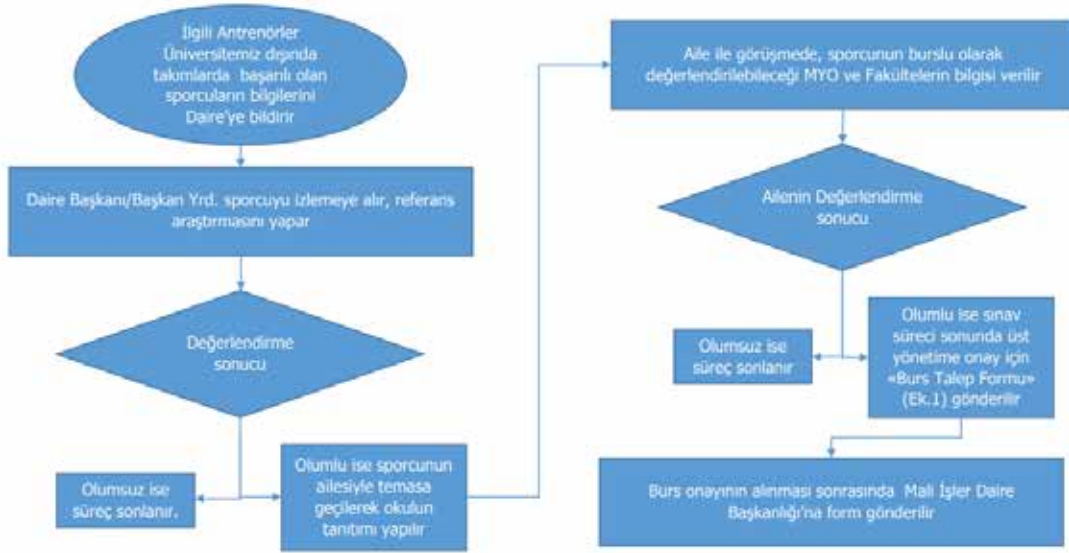 İlgili Antrenörler
Üniversitemiz dışında
takımlarda başarılı olan
sporcuların bilgilerini
Daire'ye bildirir
Daire Başkanı/Başkan Yrd. sporcuyu izlemeye alır, referans
araştırmasını yapar
Değerlendirme
sonucu
Olumsuz ise
süreç sonlanır.
Olumlu ise sporcunun
ailesiyle temasa
geçilerek okulun
tanıtımı yapılır
Aile ile görüşmede, sporcunun burslu olarak
değerlendirilebileceği MYO ve Fakültelerin bilgisi verilir
Ailenin Değerlendirme
sonucu
Olumsuz ise
süreç sonlanır
Olumlu ise sınav
süreci sonunda üst
yönetime onay için
«Burs Talep Formu»
(Ek.1) gönderilir
Burs onayının alınması sonrasında Mali İşler Daire
Başkanlığı'na form gönderilir